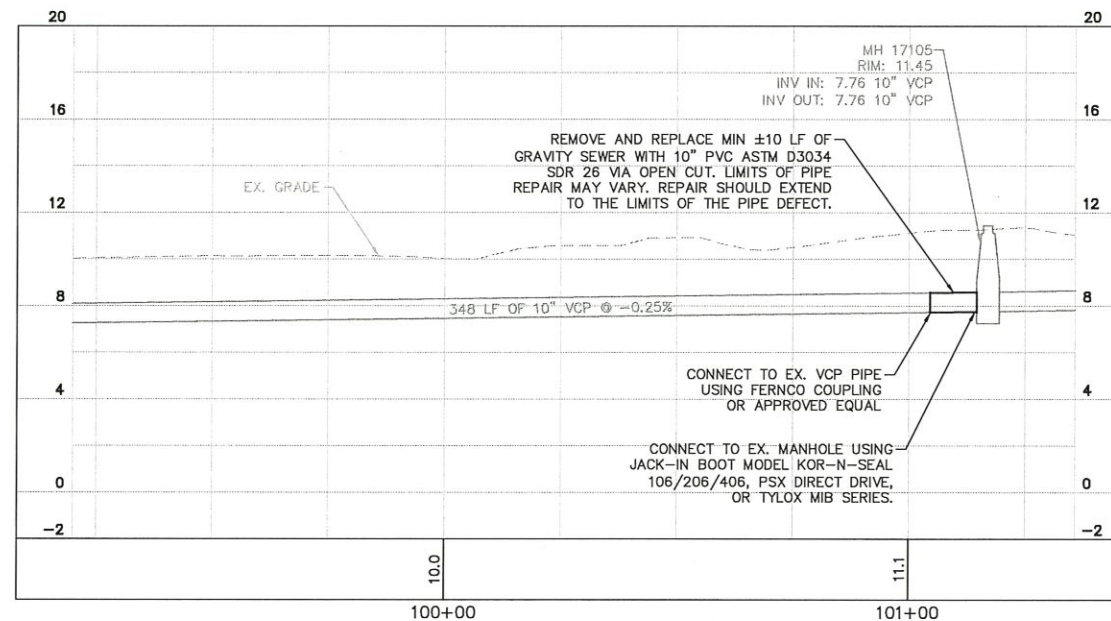 20
20
MH 17105
RIM: 11.45
INV IN: 7.76 10" VCP
INV OUT: 7.76 10" VCP
16
16
REMOVE AND REPLACE MIN ±10 LF OF
GRAVITY SEWER WITH 10" PVC ASTM D3034
SDR 26 VIA OPEN CUT. LIMITS OF PIPE
REPAIR MAY VARY. REPAIR SHOULD EXTEND
TO THE LIMITS OF THE PIPE DEFECT.
EX. GRADE
12
12
8
348 LF OF 10" VCP @ -0.25%
8
CONNECT TO EX. VCP PIPE
USING FERNCO COUPLING
OR APPROVED EQUAL
4
4
CONNECT TO EX. MANHOLE USING
JACK-IN BOOT MODEL KOR-N-SEAL
106/206/406, PSX DIRECT DRIVE,
OR TYLOX MIB SERIES.
0
0
-2
-2
10.0
11.1
100+00
101+00